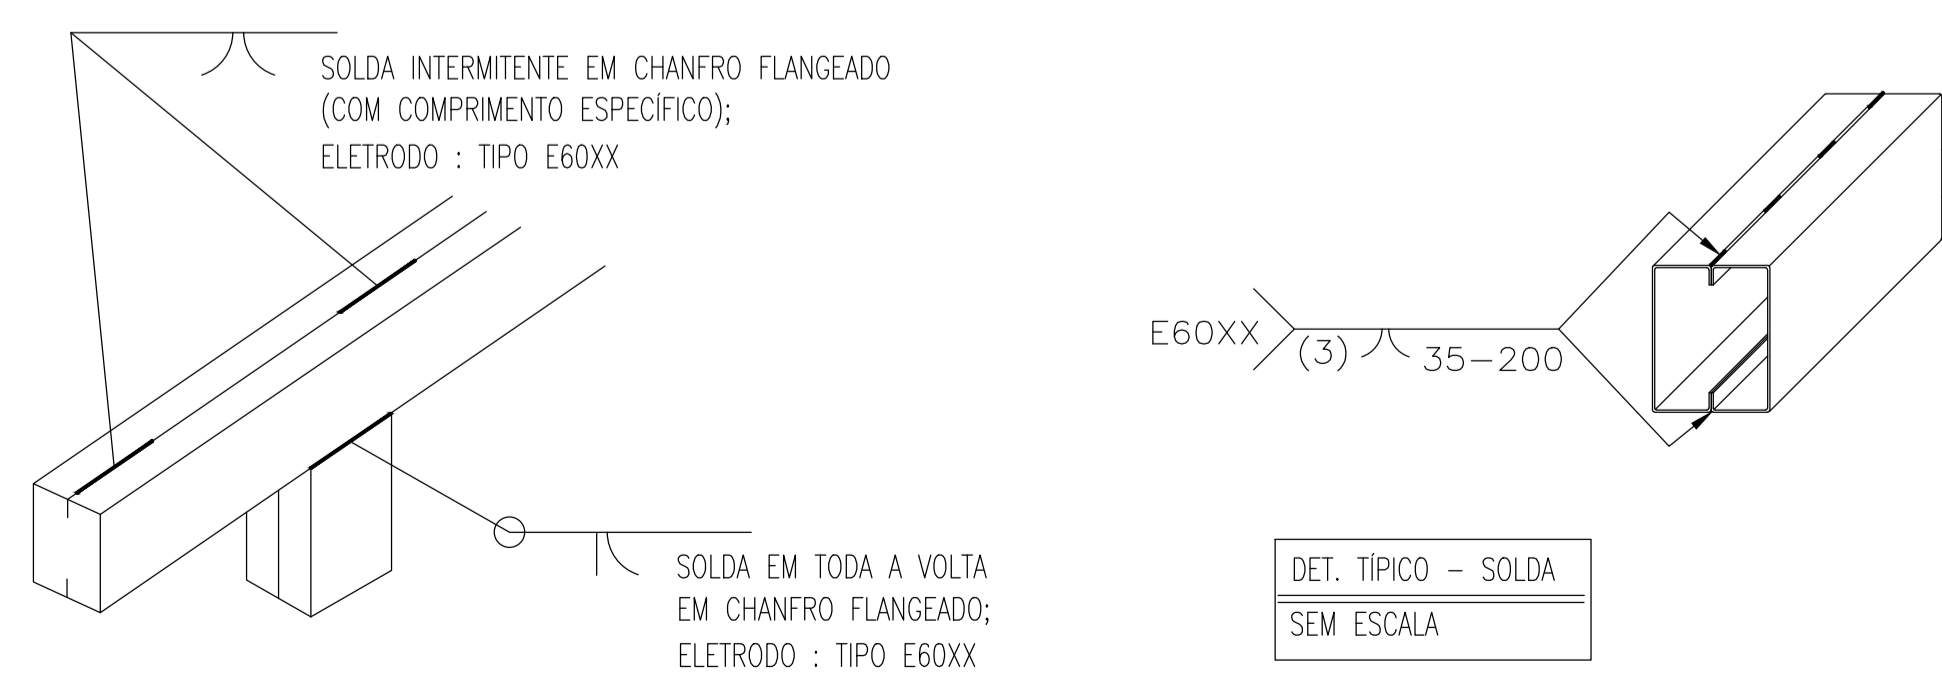 SOLDA INTERMITENTE EM CHANFRO FLANGEADO
(COM COMPRIMENTO ESPECÍFICO);
ELETRODO : TIPO E60XX
E60XX
(3)
35-200
SOLDA EM TODA A VOLTA
EM CHANFRO FLANGEADO;
ELETRODO : TIPO E60XX
DET. TÍPICO - SOLDA
SEM ESCALA